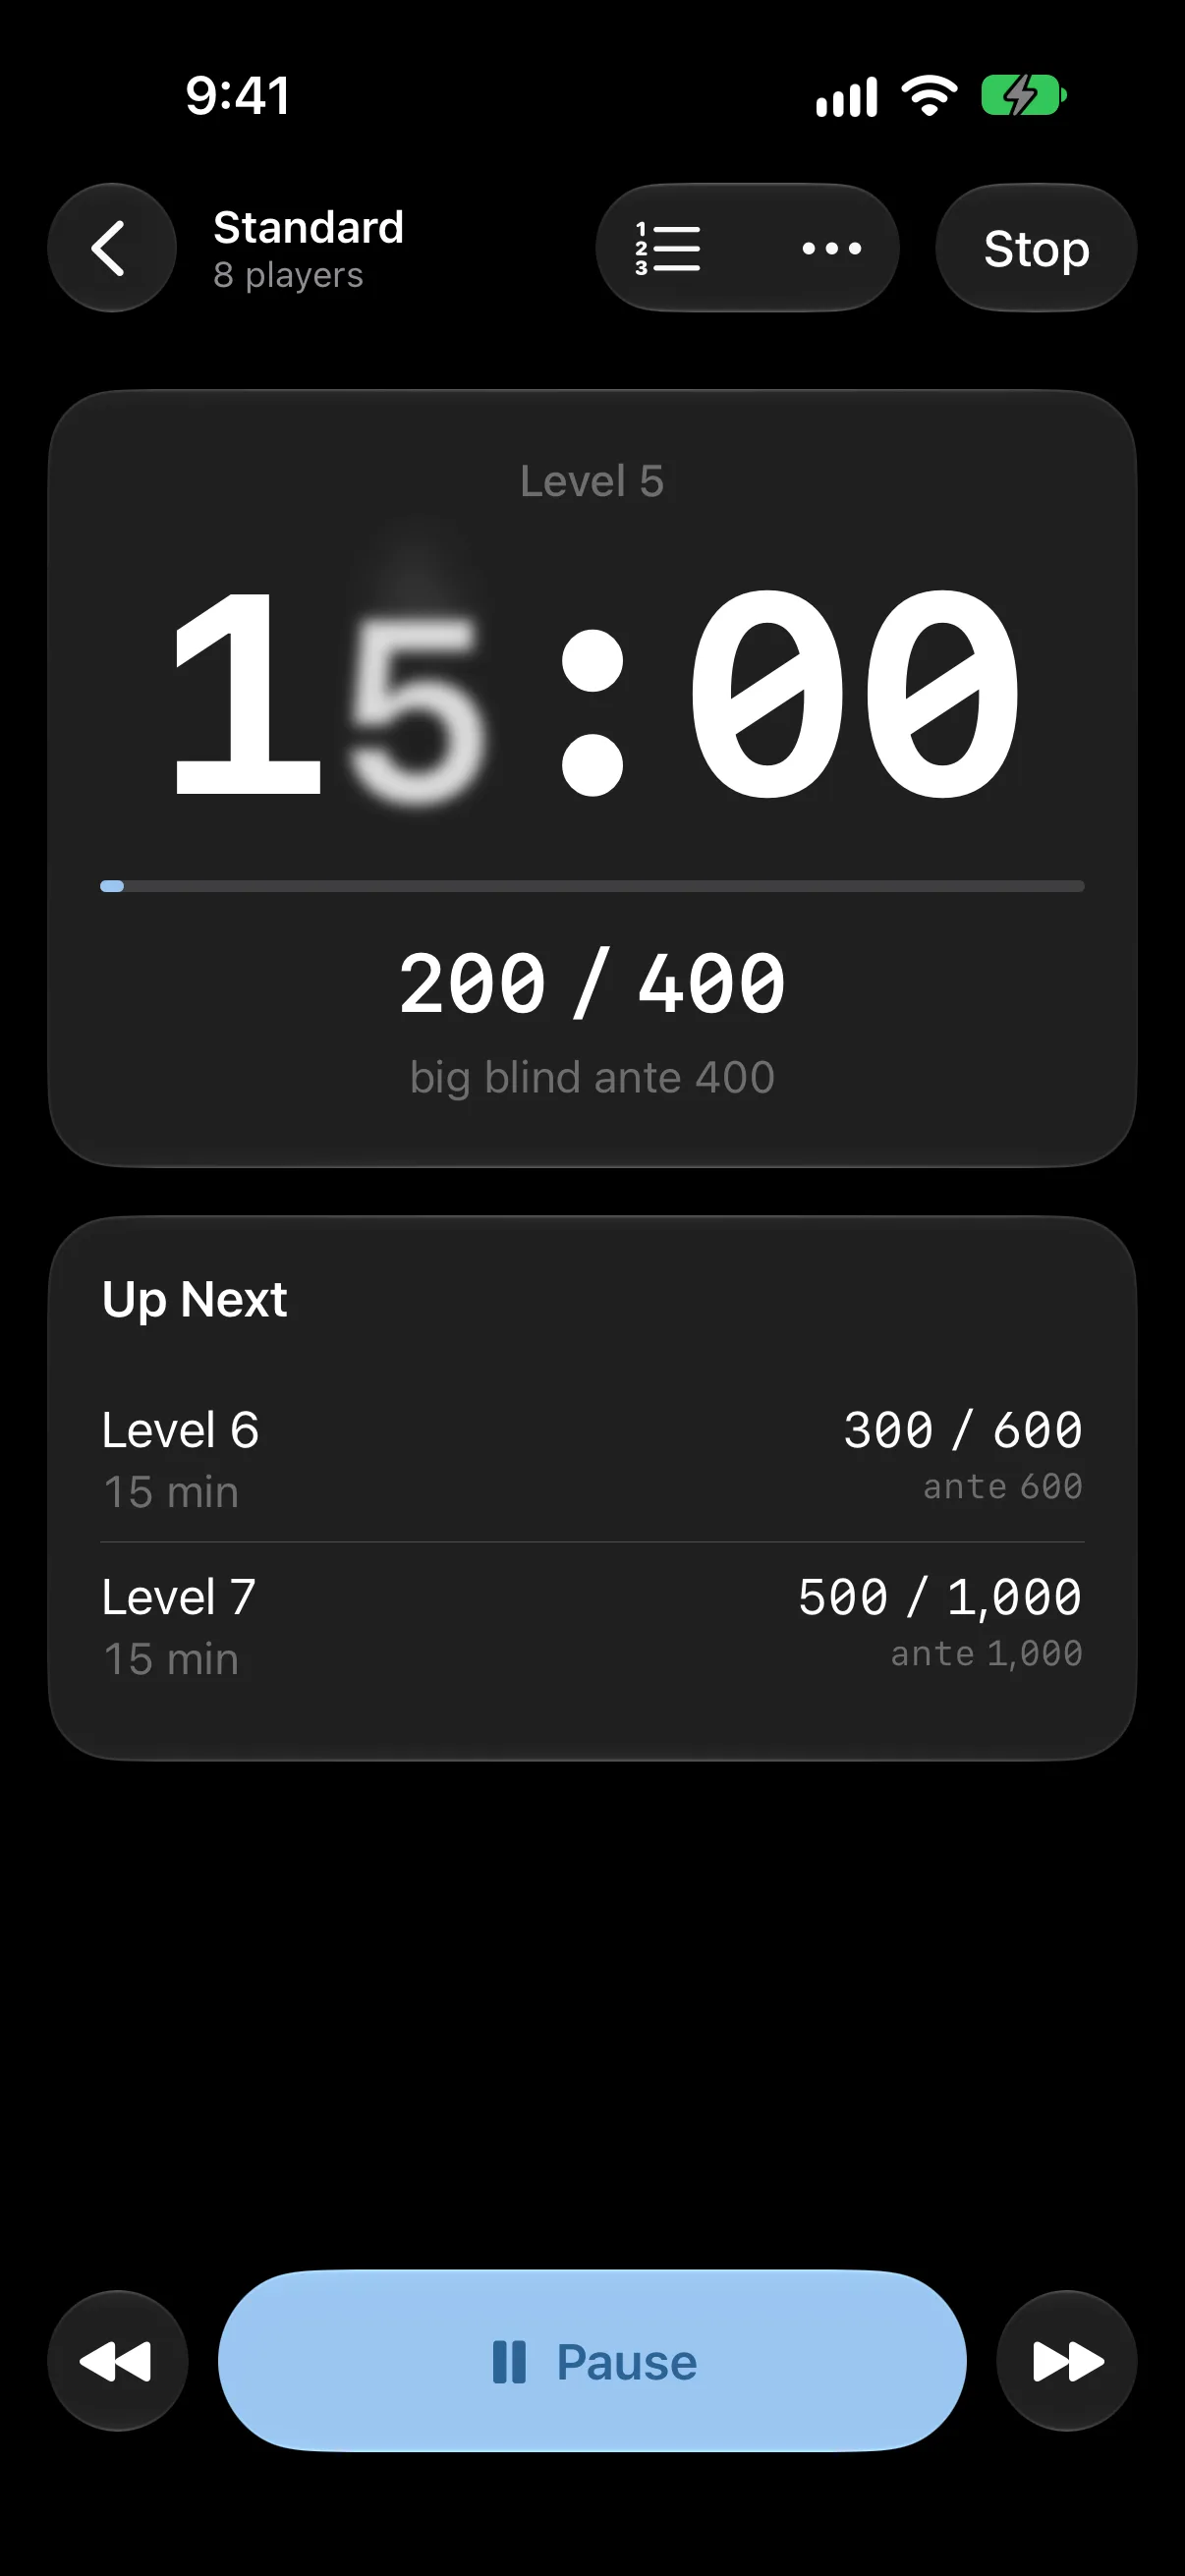 9:41
Standard
8 players
Stop
Level 5
15:00
200 / 400
big blind ante 400
Up Next
Level 6
300 / 600
15 min
ante 600
Level 7
500 / 1,000
15 min
ante 1,000
Pause